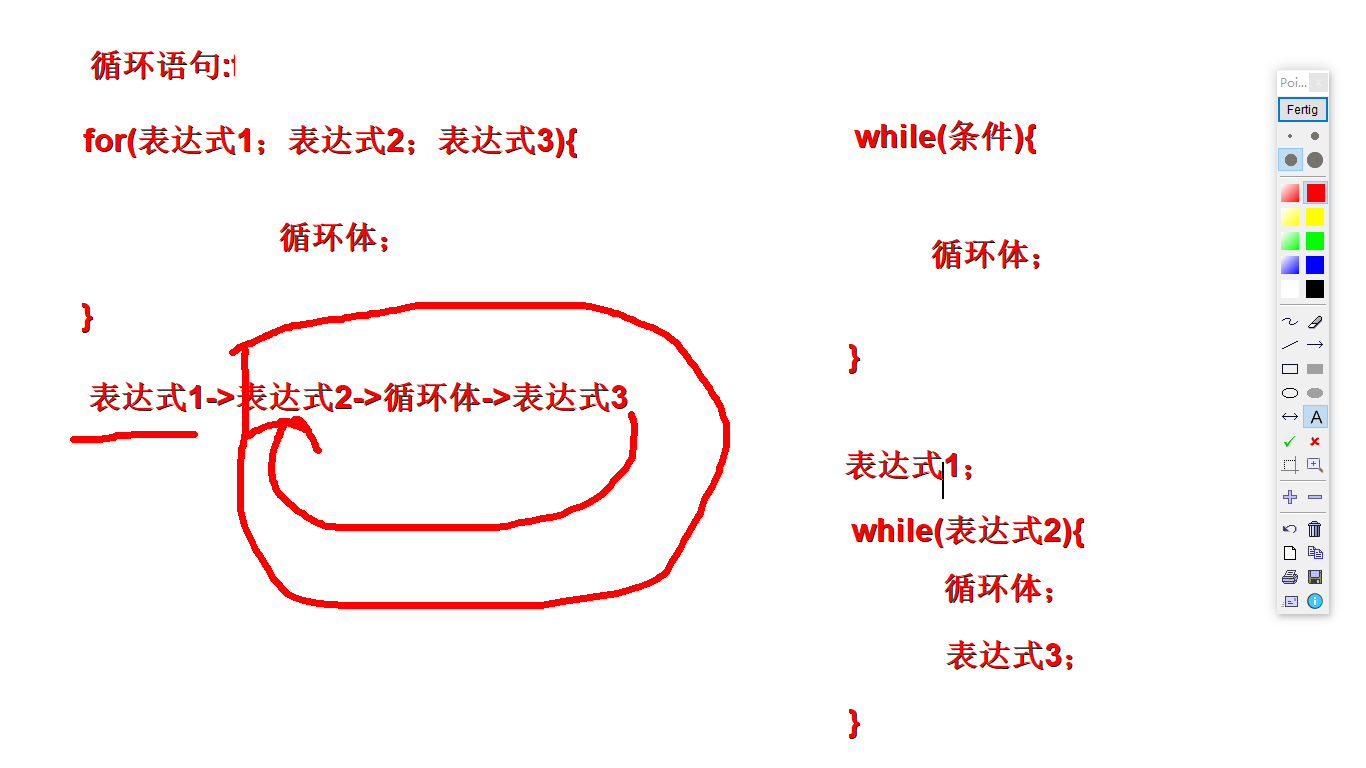 循环语句:
for(表达式1；表达式2；表达式3){
循环体；
}
表达式1->表达式2->循环体->表达式3
while(条件){
循环体；
}
表达式1；
while(表达式2){
循环体；
表达式3；
}
Poi...
Fertig
A